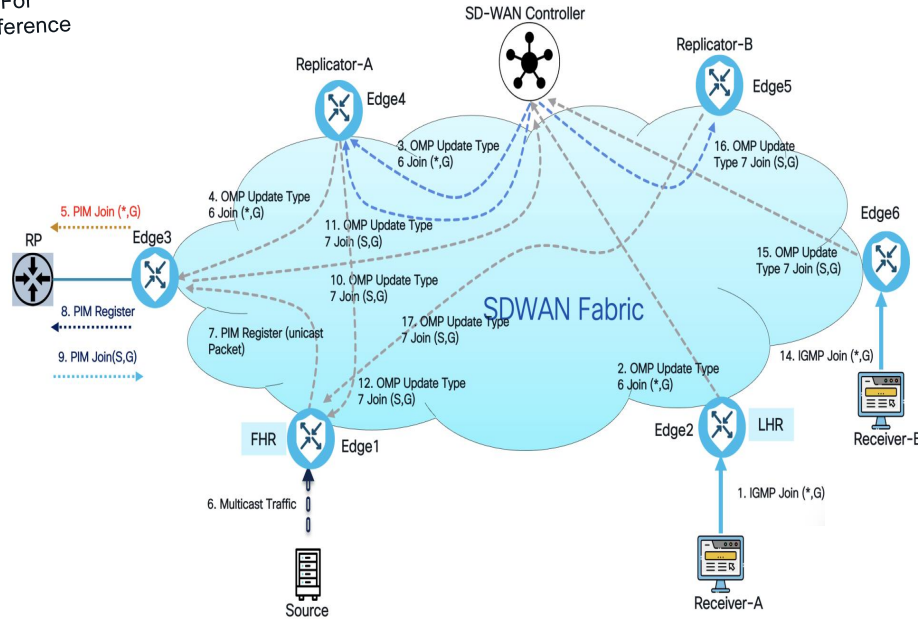 For
ference
SD-WAN Controller
Replicator-A
Replicator-B
Edge4
Edge5
3. OMP Update Type
6 Join (*,G)
16. OMP Update
Type 7 Join (S,G)
4. OMP Update Type
6 Join (*,G)
5. PIM Join (*,G)
RP
Edge3
Edge6
11. OMP Update Type
7 Join (S,G)
15. OMP Update
Type 7 Join (S,G)
10. OMP Update Type
7 Join (S,G)
SDWAN Fabric
8. PIM Register
7. PIM Register (unicast
Packet)
17. OMP Update Type
7 Join (S,G)
9. PIM Join(S,G)
14. IGMP Join (*,G)
2. OMP Update Type
6 Join (*,G)
12. OMP Update Type
7 Join (S,G)
FHR
Edge1
Edge2
LHR
Receiver-B
6. Multicast Traffic
1. IGMP Join (*,G)
Source
Receiver-A